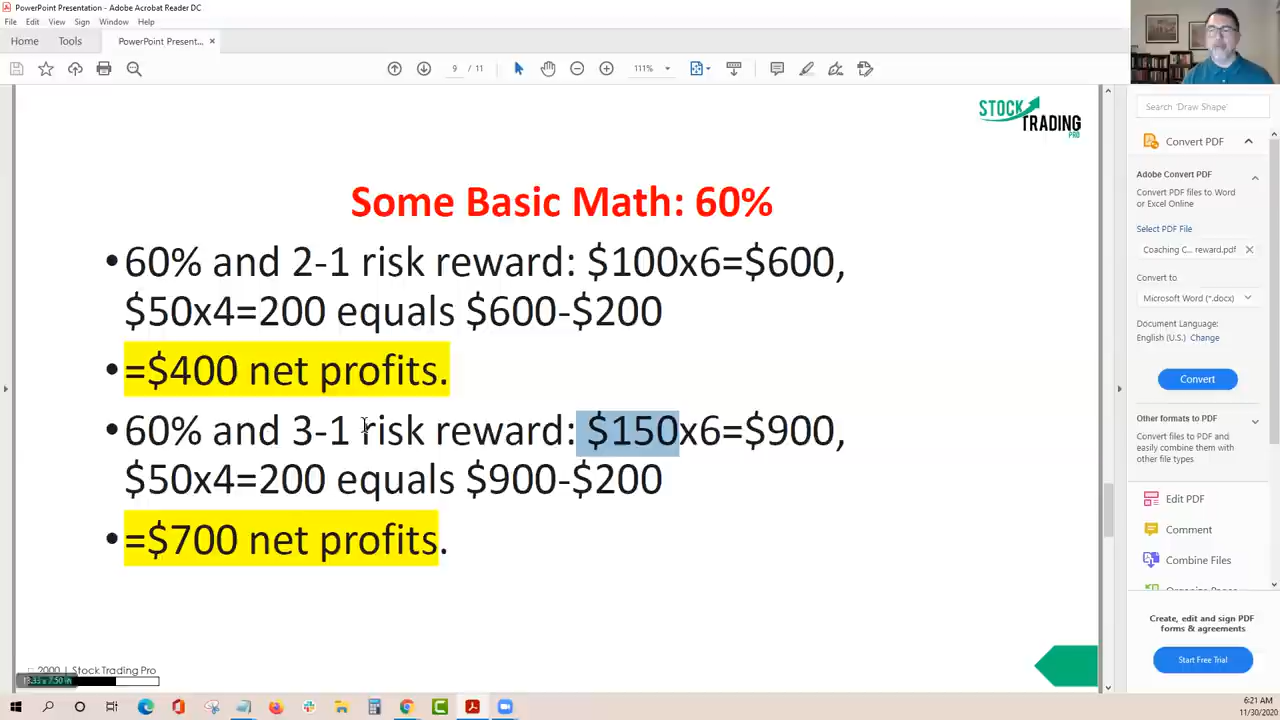 PowerPoint Presentation - Adobe Acrobat Reader DC
File Edit View Sign Window Help
Home Tools PowerPoint Present... ×
9 / 11 111%
STOCK
TRADING
PRO
Some Basic Math: 60%
•60% and 2-1 risk reward: $100x6=$600,
$50x4=200 equals $600-$200
•=$400 net profits.
•60% and 3-1 risk reward: $150x6=$900,
$50x4=200 equals $900-$200
•=$700 net profits.
2000 | Stock Trading Pro
13.33 x 7.50 in
Search 'Draw Shape'
Convert PDF
Adobe Convert PDF
Convert PDF files to Word
or Excel Online
Select PDF File
Coaching C... reward.pdf ×
Convert to
Microsoft Word (*.docx)
Document Language:
English (U.S.) Change
Convert
Other formats to PDF
Convert files to PDF and
easily combine them with
other file types.
Edit PDF
Comment
Combine Files
Create, edit and sign PDF
forms & agreements
Start Free Trial
6:21 AM
11/30/2020